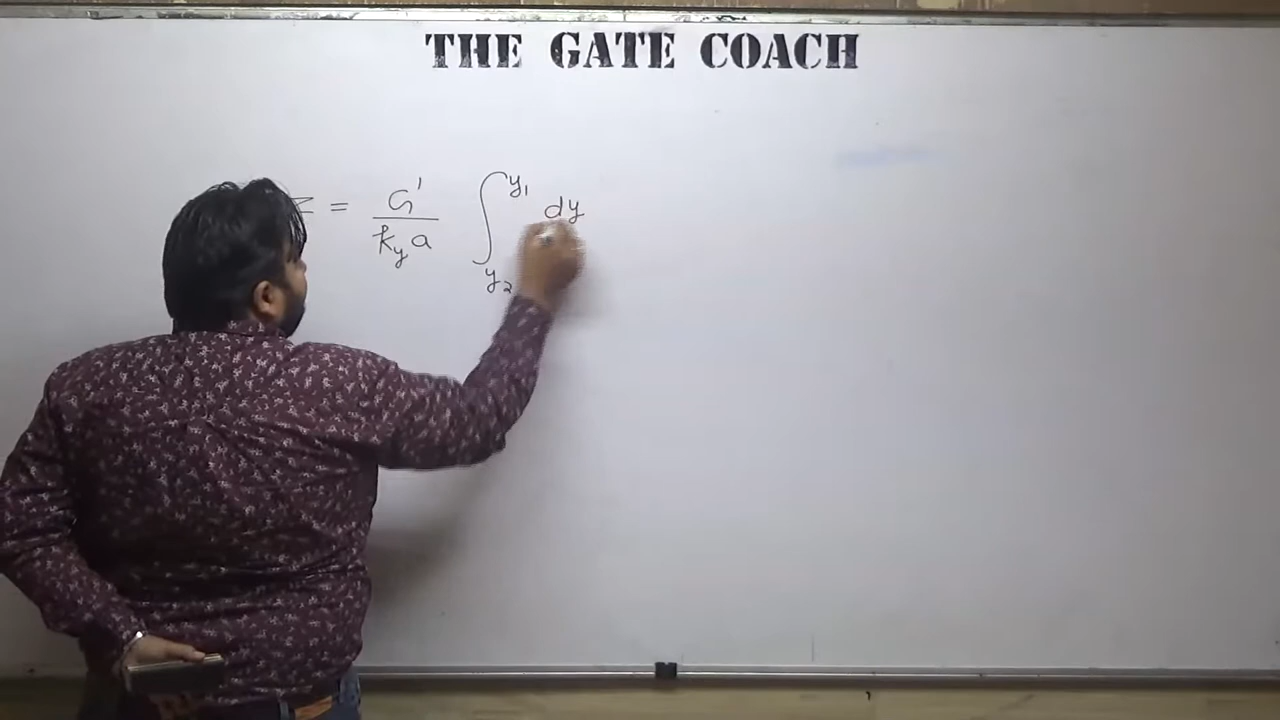 THE GATE COACH
z = G' / k_y a ∫_{y_2}^{y_1} dy